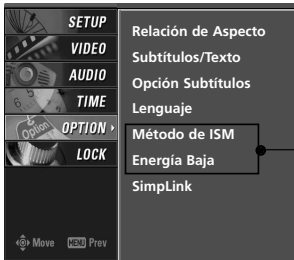 SETUP
VIDEO
AUDIO
TIME
OPTION
LOCK
Move MENU Prev
Relación de Aspecto
Subtítulos/Texto
Opción Subtítulos
Lenguaje
Método de ISM
Energía Baja
SimpLink